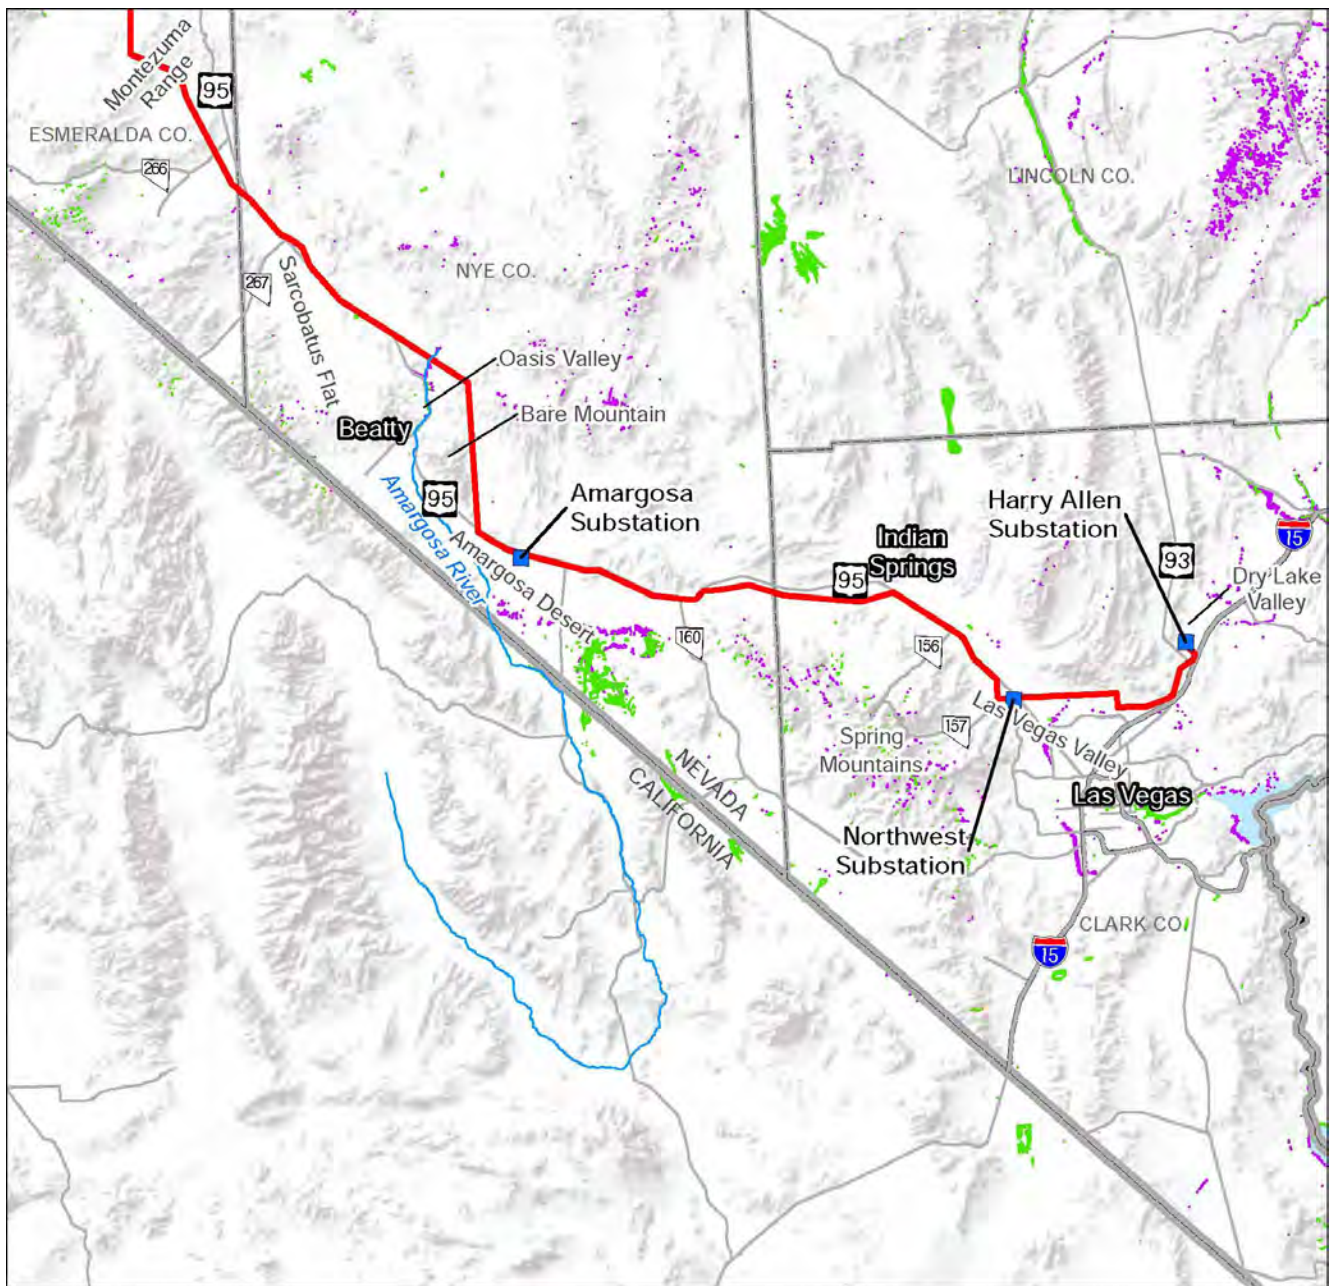 Montezuma
Range
95
ESMERALDA CO.
266
LINCOLN CO.
NYE CO.
267
Sarcobatus Flat
Oasis Valley
Bare Mountain
Beatty
95
Amargosa River
Amargosa
Substation
Amargosa Desert
Harry Allen
Substation
15
Indian
Springs
95
93
Dry Lake
Valley
160
156
157
Las Vegas Valley
Spring
Mountains
NEVADA
CALIFORNIA
Las Vegas
Northwest
Substation
CLARK CO.
15